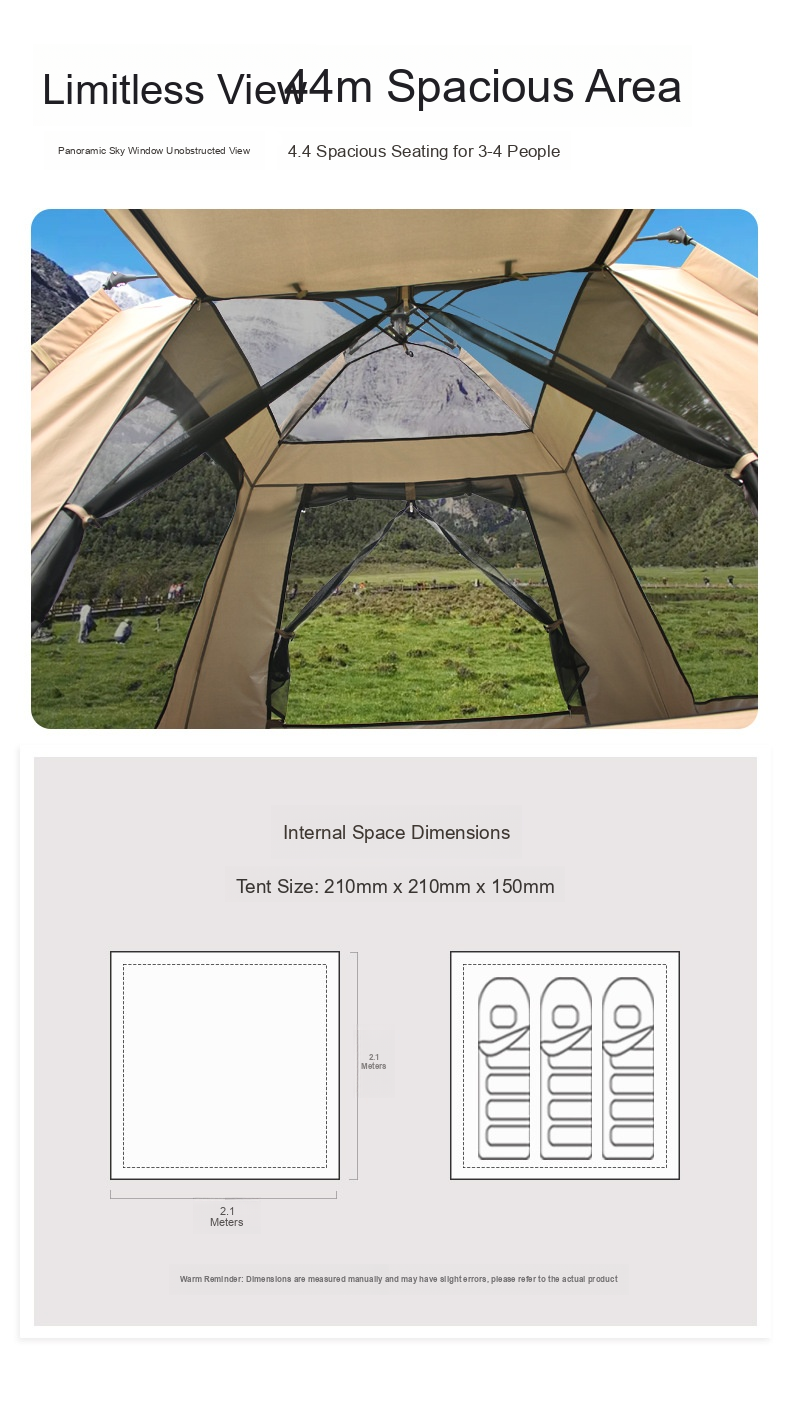 Limitless View
44m Spacious Area
Panoramic Sky Window Unobstructed View
4.4 Spacious Seating for 3-4 People
Internal Space Dimensions
Tent Size: 210mm x 210mm x 150mm
2.1
Meters
2.1
Meters
Warm Reminder: Dimensions are measured manually and may have slight errors, please refer to the actual product